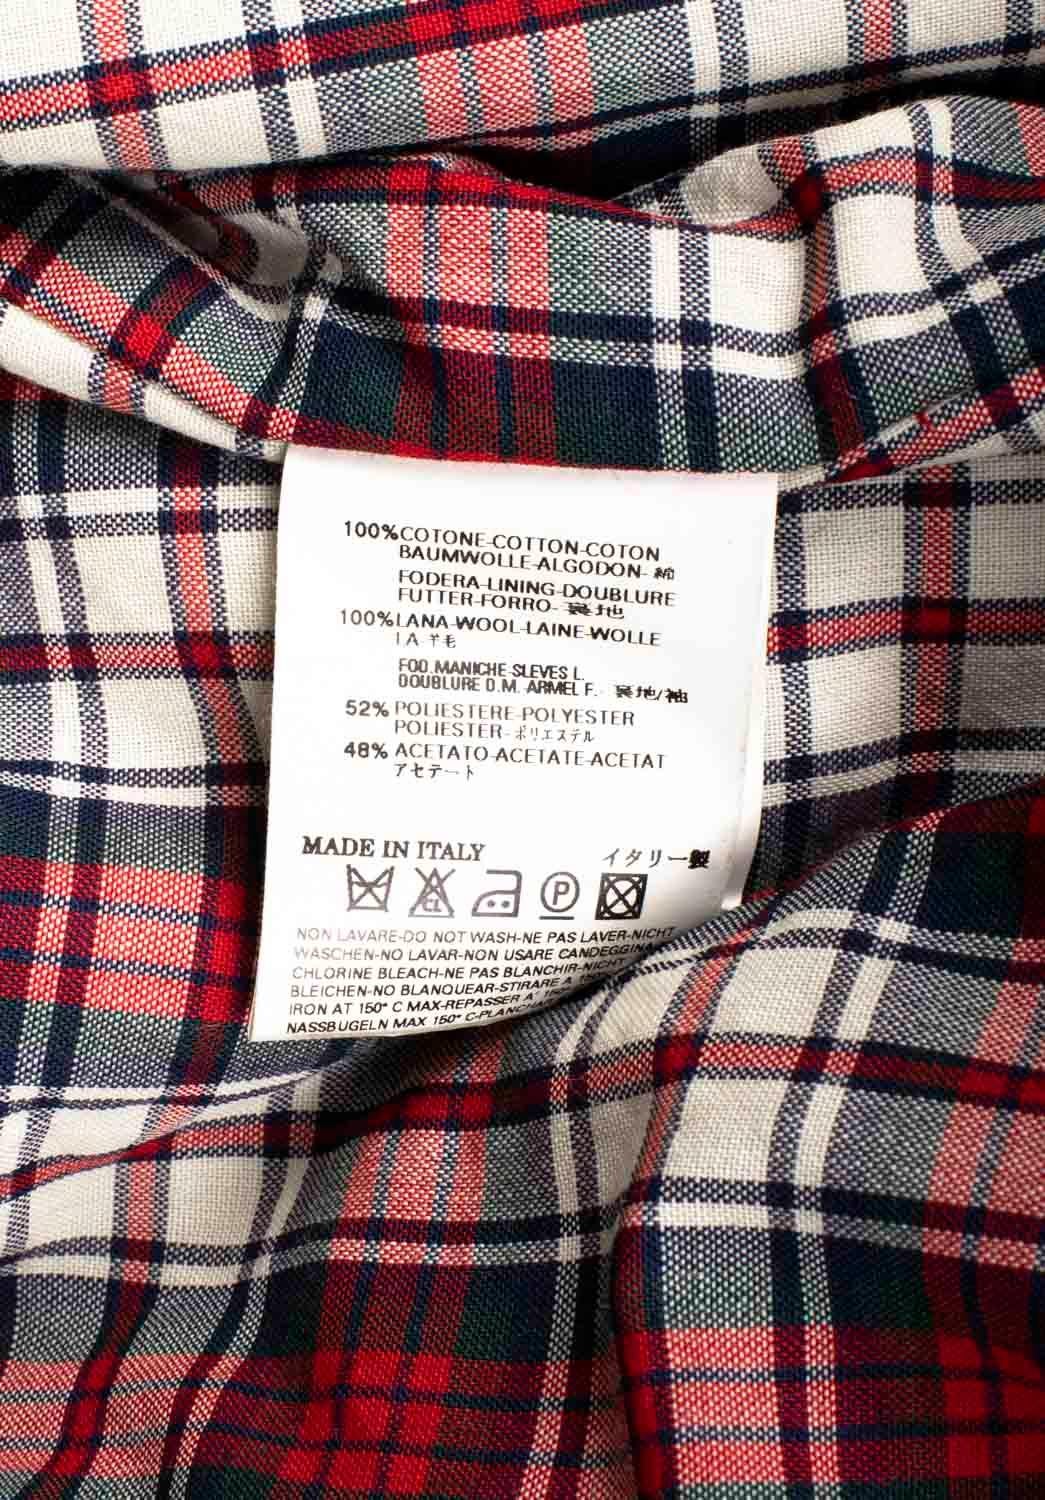 100% COTONE-COTTON-COTON
BAUMWOLLE-ALGODON- 綿
FODERA-LINING-DOUBLURE
FUTTER-FORRO- 裏地
100% LANA-WOOL-LAINE-WOLLE
羊毛
FOD.MANICHE-SLEVES L.
DOUBLURE D.M. ARMEL F. - 裏地/袖
52% POLIESTERE-POLYESTER
POLIESTER-ポリエステル
48% ACETATO-ACETATE-ACETAT
アセテート
MADE IN ITALY イタリー製
CL P
NON LAVARE-DO NOT WASH-NE PAS LAVER-NICHT
WASCHEN-NO LAVAR-NON USARE CANDEGGINA
CHLORINE BLEACH-NE PAS BLANCHIR-NICHT
BLEICHEN-NO BLANQUEAR-STIRARE A
IRON AT 150° C MAX-REPASSER A 150°
NASSBUGELN MAX 150° C-PLANCHA